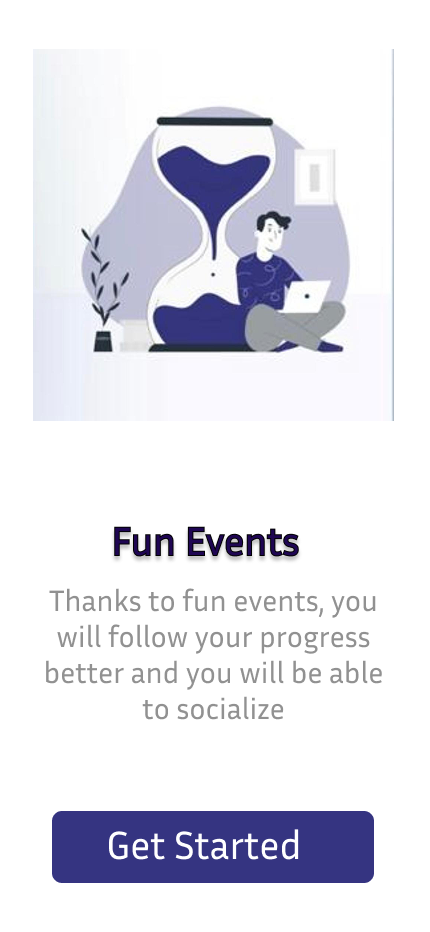 Fun Events
Thanks to fun events, you
will follow your progress
better and you will be able
to socialize
Get Started